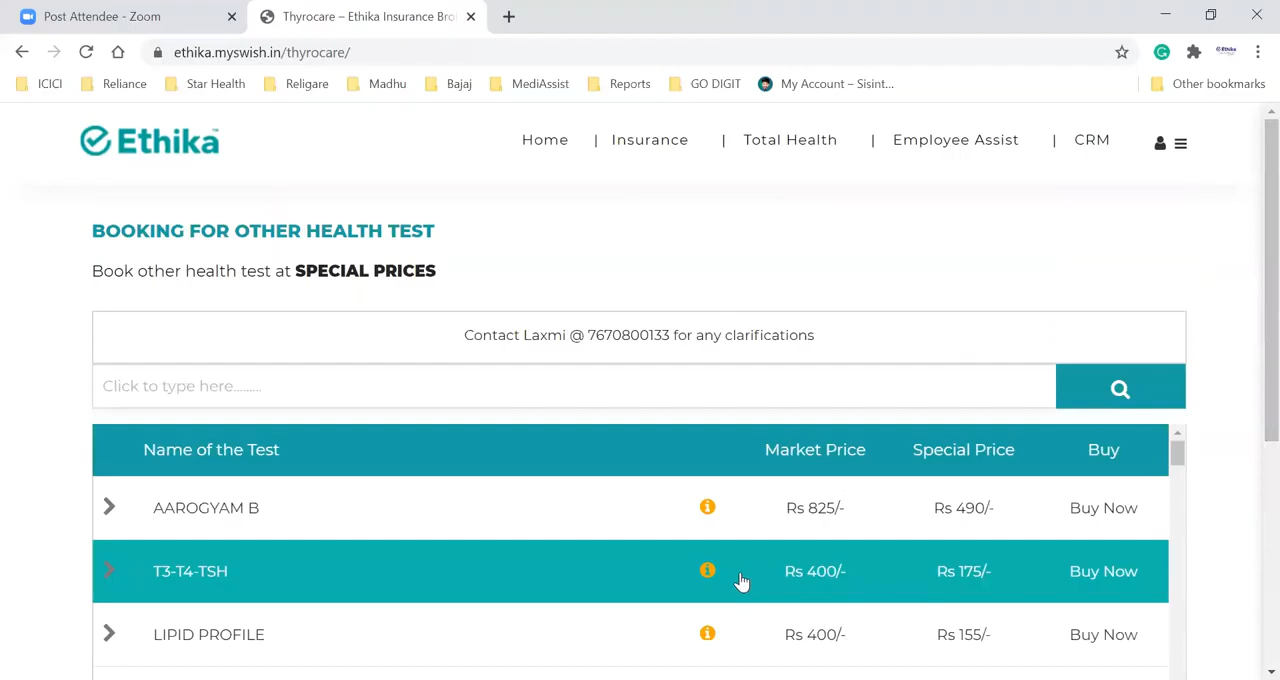 Post Attendee - Zoom
Thyrocare – Ethika Insurance Bro
ethika.myswish.in/thyrocare/
ICICI
Reliance
Star Health
Religare
Madhu
Bajaj
MediAssist
Reports
GO DIGIT
My Account – Sisint...
Other bookmarks
Ethika
Home | Insurance | Total Health | Employee Assist | CRM
BOOKING FOR OTHER HEALTH TEST
Book other health test at SPECIAL PRICES
Contact Laxmi @ 7670800133 for any clarifications
Click to type here.........
Name of the Test Market Price Special Price Buy
AAROGYAM B Rs 825/- Rs 490/- Buy Now
T3-T4-TSH Rs 400/- Rs 175/- Buy Now
LIPID PROFILE Rs 400/- Rs 155/- Buy Now